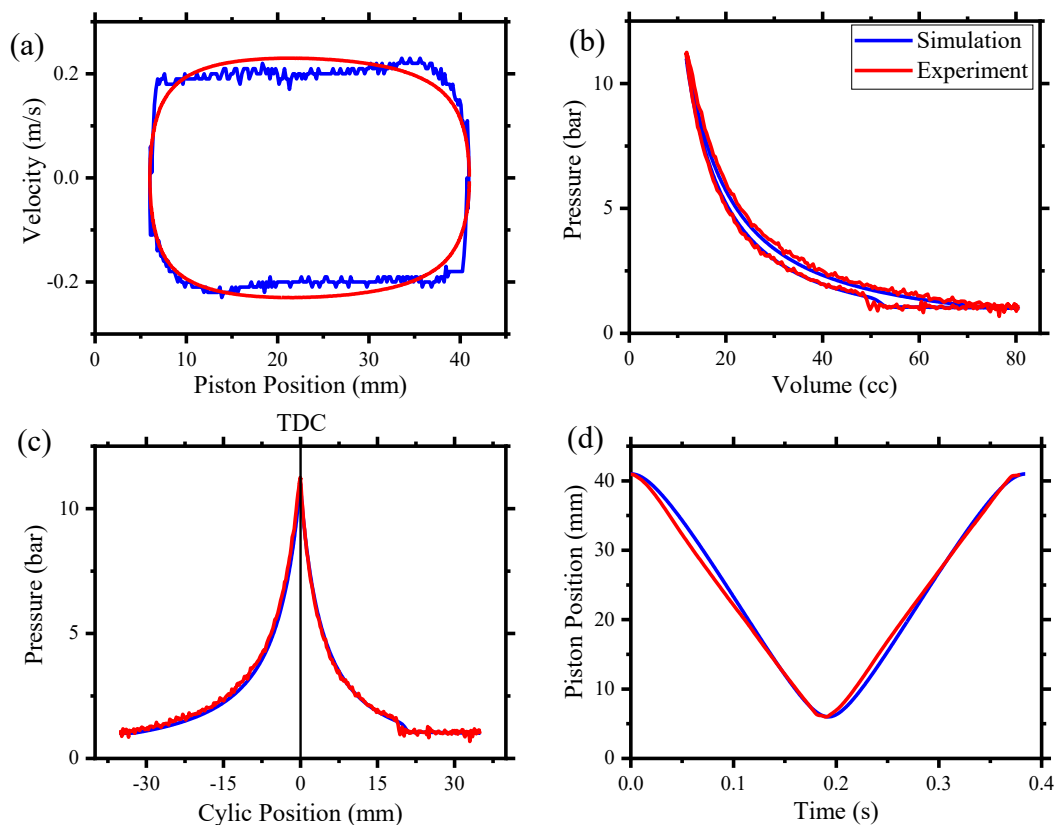 (a)
0.2
0.0
-0.2
Velocity (m/s)
0
10
20
30
40
Piston Position (mm)
(b)
Simulation
Experiment
10
5
0
Pressure (bar)
0
20
40
60
80
Volume (cc)
(c)
TDC
10
5
0
Pressure (bar)
-30
-15
0
15
30
Cylic Position (mm)
(d)
40
30
20
10
0
Piston Position (mm)
0.0
0.1
0.2
0.3
0.4
Time (s)